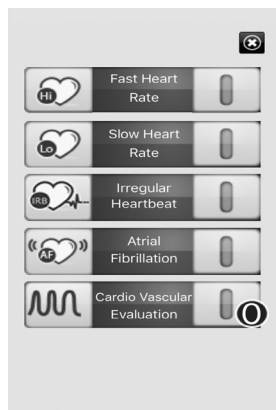 Hi
Fast Heart
Rate
Lo
Slow Heart
Rate
IRB
Irregular
Heartbeat
AF
Atrial
Fibrillation
Cardio Vascular
Evaluation
O